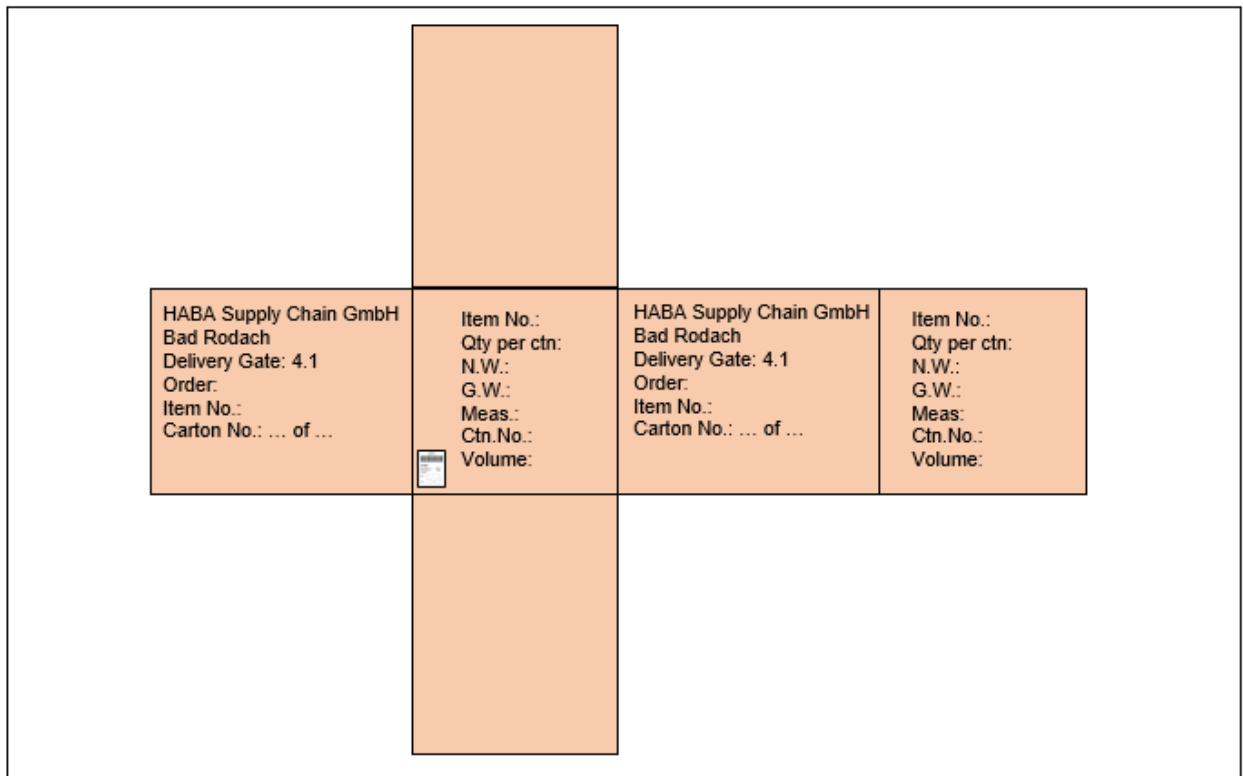 HABA Supply Chain GmbH
Bad Rodach
Delivery Gate: 4.1
Order:
Item No.:
Carton No.: ... of ...
Item No.:
Qty per ctn:
N.W.:
G.W.:
Meas.:
Ctn.No.:
Volume:
HABA Supply Chain GmbH
Bad Rodach
Delivery Gate: 4.1
Order:
Item No.:
Carton No.: ... of ...
Item No.:
Qty per ctn:
N.W.:
G.W.:
Meas:
Ctn.No.:
Volume: